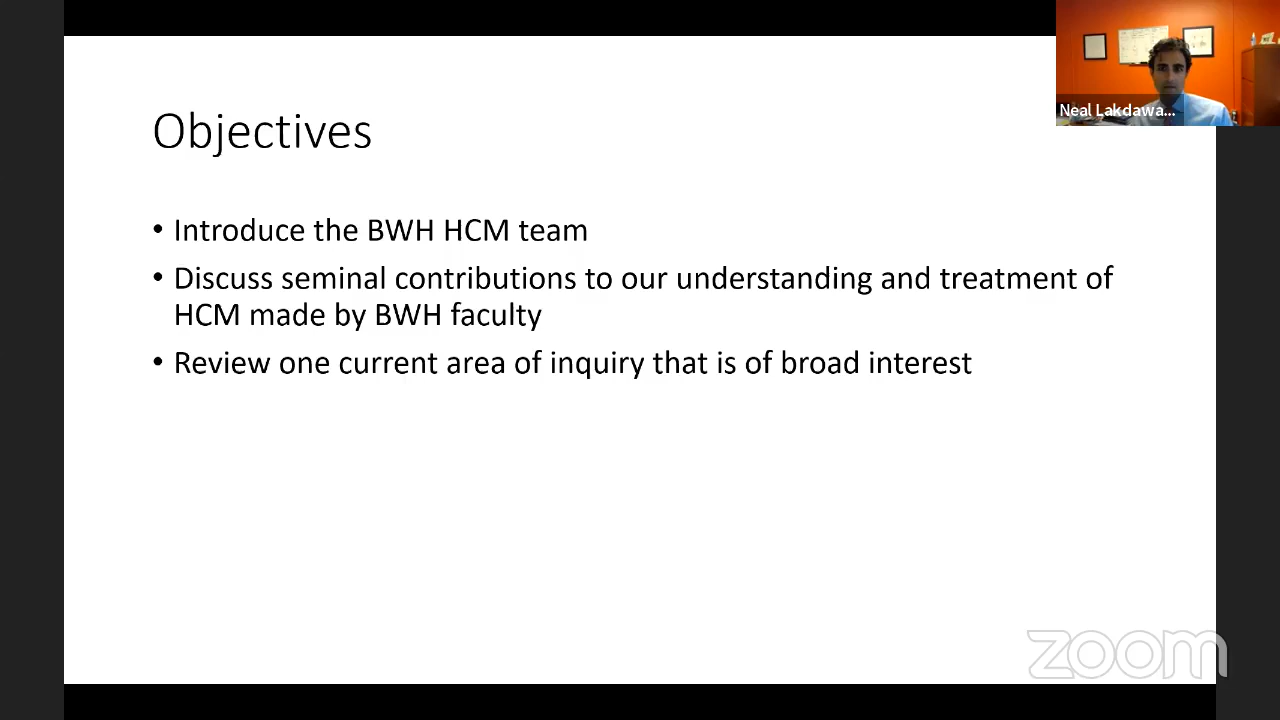 Neal Lakdawa...
Objectives
• Introduce the BWH HCM team
• Discuss seminal contributions to our understanding and treatment of
HCM made by BWH faculty
• Review one current area of inquiry that is of broad interest
zoom